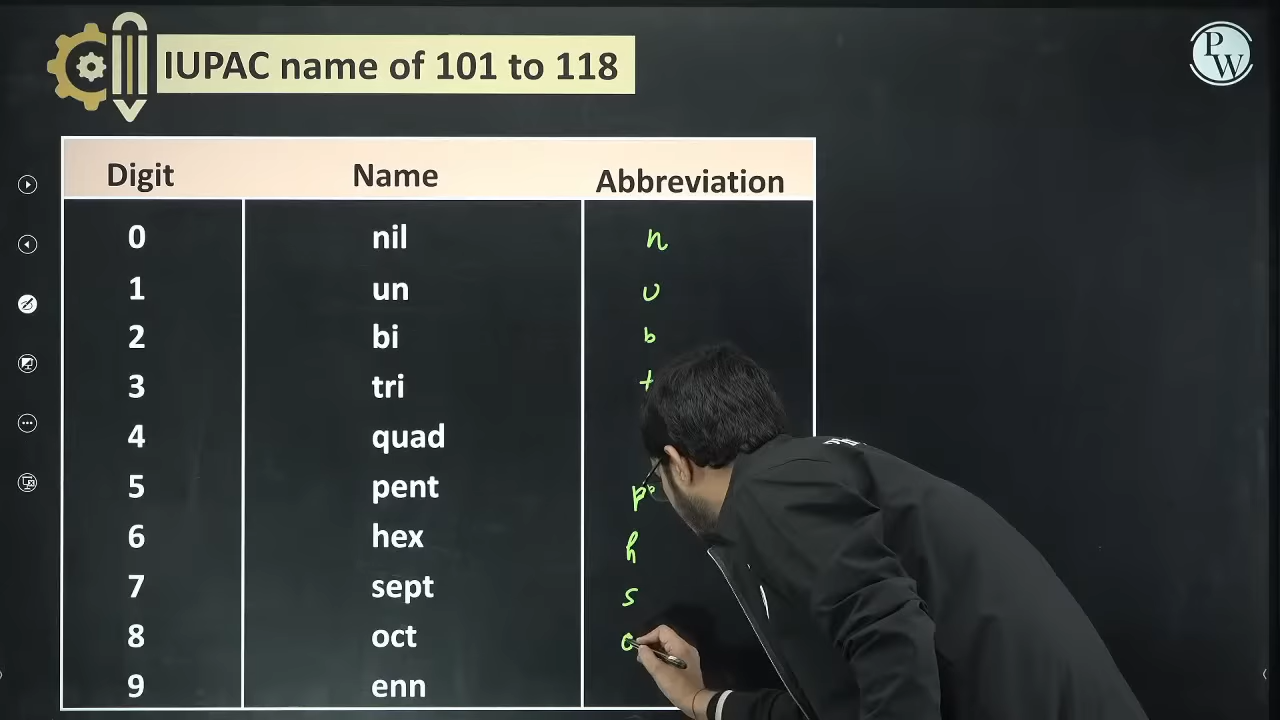 IUPAC name of 101 to 118
PW
Digit Name Abbreviation
0 nil n
1 un u
2 bi b
3 tri t
4 quad
5 pent p
6 hex h
7 sept s
8 oct o
9 enn